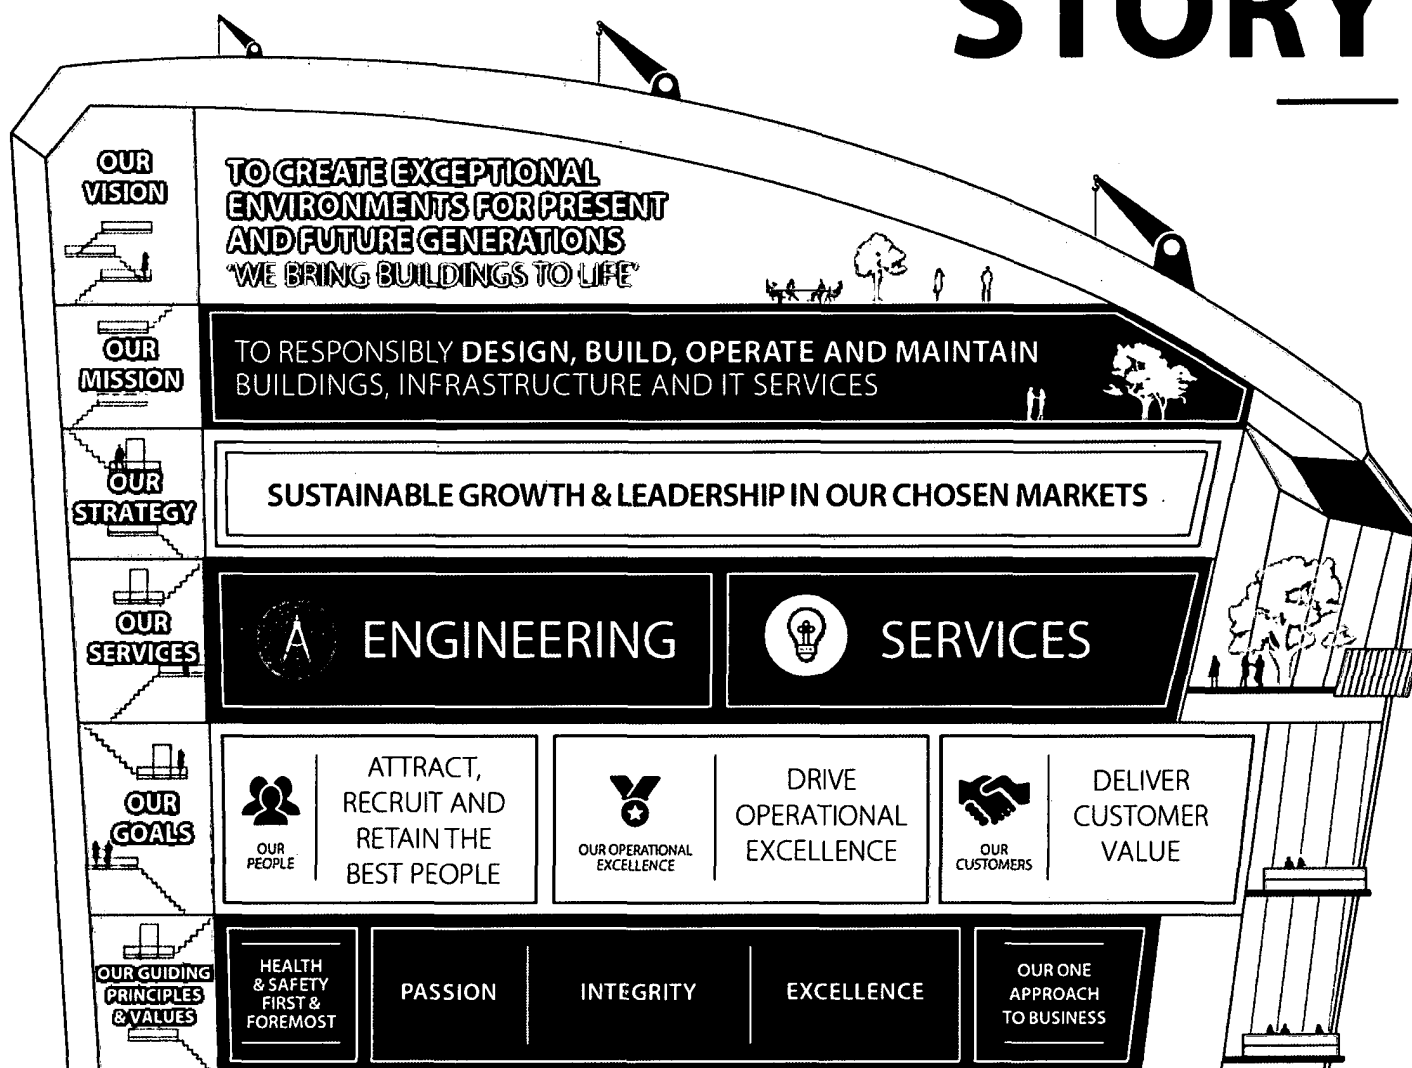 STORY
OUR
VISION
TO CREATE EXCEPTIONAL
ENVIRONMENTS FOR PRESENT
AND FUTURE GENERATIONS
'WE BRING BUILDINGS TO LIFE'
OUR
MISSION
TO RESPONSIBLY DESIGN, BUILD, OPERATE AND MAINTAIN
BUILDINGS, INFRASTRUCTURE AND IT SERVICES
OUR
STRATEGY
SUSTAINABLE GROWTH & LEADERSHIP IN OUR CHOSEN MARKETS
OUR
SERVICES
ENGINEERING
SERVICES
OUR
GOALS
OUR
PEOPLE
ATTRACT,
RECRUIT AND
RETAIN THE
BEST PEOPLE
OUR OPERATIONAL
EXCELLENCE
DRIVE
OPERATIONAL
EXCELLENCE
OUR
CUSTOMERS
DELIVER
CUSTOMER
VALUE
OUR GUIDING
PRINCIPLES
& VALUES
HEALTH
& SAFETY
FIRST &
FOREMOST
PASSION
INTEGRITY
EXCELLENCE
OUR ONE
APPROACH
TO BUSINESS